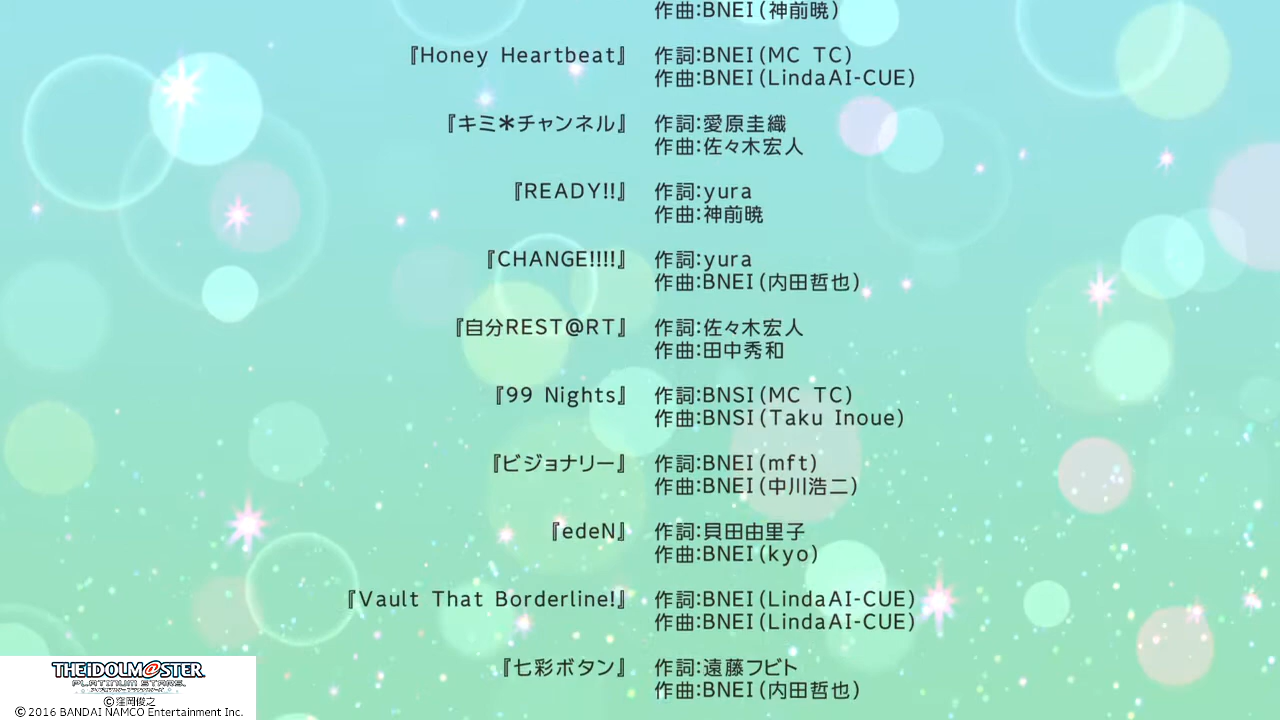 作曲:BNEI(神前暁)
『Honey Heartbeat』 作詞:BNEI(MC TC)
作曲:BNEI(LindaAI-CUE)
『キミ*チャンネル』 作詞:愛原圭織
作曲:佐々木宏人
『READY!!』 作詞:yura
作曲:神前暁
『CHANGE!!!!』 作詞:yura
作曲:BNEI(内田哲也)
『自分REST@RT』 作詞:佐々木宏人
作曲:田中秀和
『99 Nights』 作詞:BNSI(MC TC)
作曲:BNSI(Taku Inoue)
『ビジョナリー』 作詞:BNEI(mft)
作曲:BNEI(中川浩二)
『edeN』 作詞:貝田由里子
作曲:BNEI(kyo)
『Vault That Borderline!』 作詞:BNEI(LindaAI-CUE)
作曲:BNEI(LindaAI-CUE)
『七彩ボタン』 作詞:遠藤フビト
作曲:BNEI(内田哲也)
THE iDOLM@STER
PLATINUM STARS
©窪岡俊之
©2016 BANDAI NAMCO Entertainment Inc.